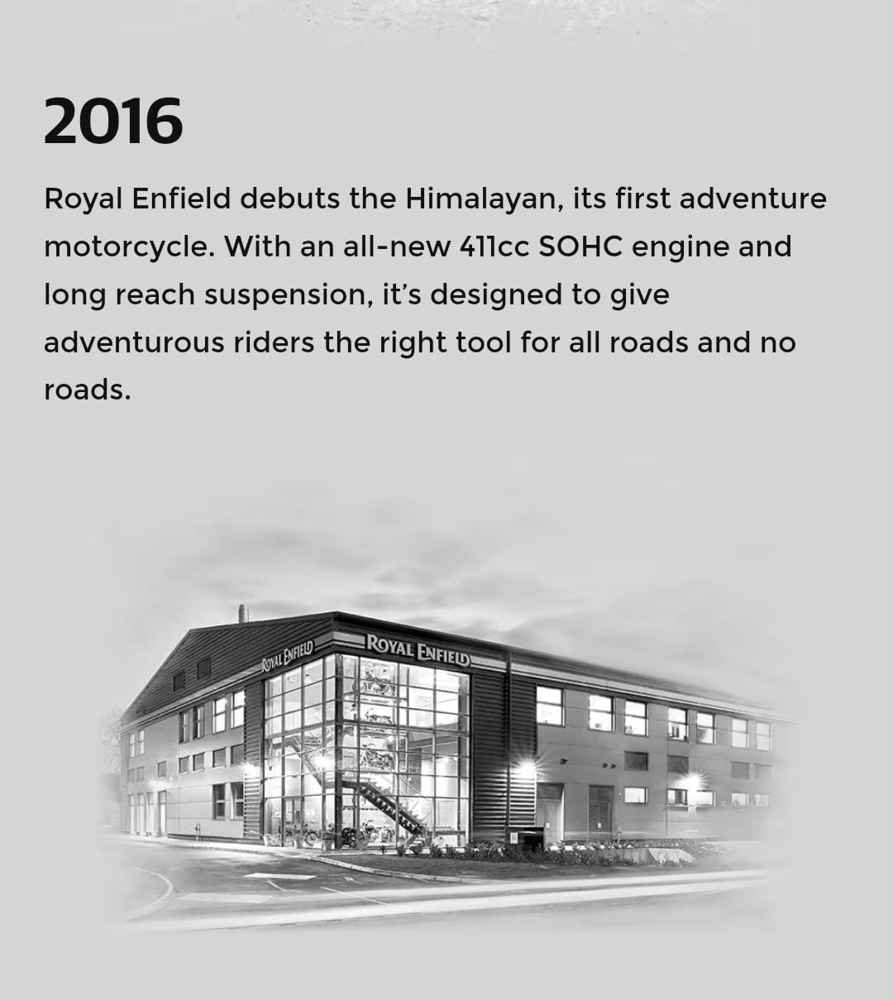 2016
Royal Enfield debuts the Himalayan, its first adventure
motorcycle. With an all-new 411cc SOHC engine and
long reach suspension, it’s designed to give
adventurous riders the right tool for all roads and no
roads.
ROYAL ENFIELD
ROYAL ENFIELD